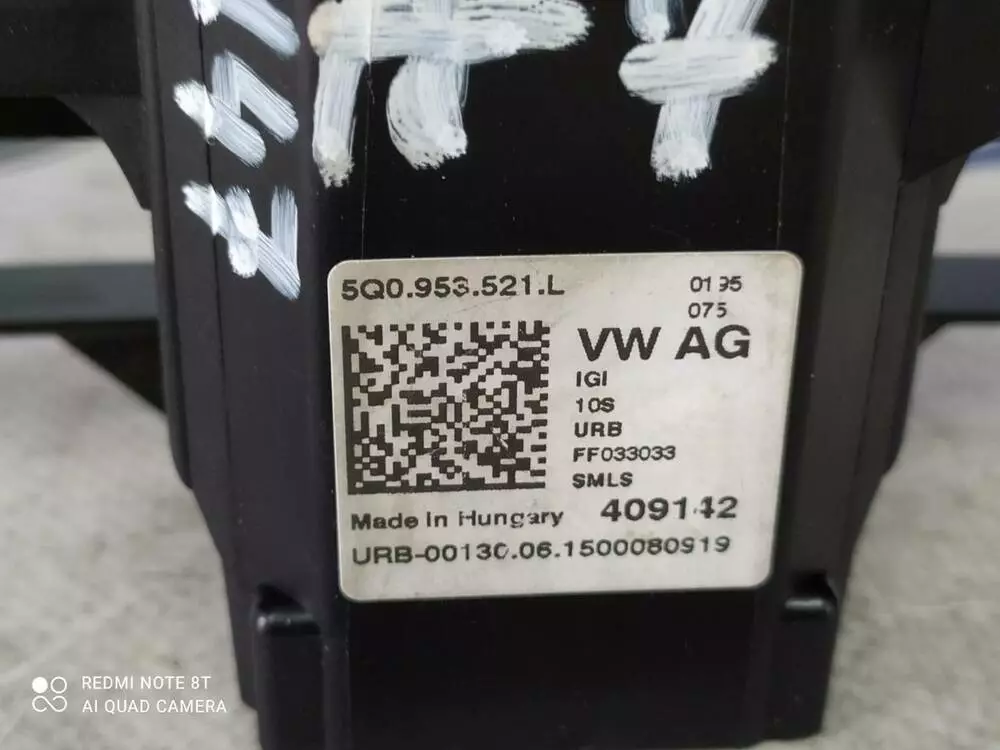 5Q0.953.521.L
0195
075
VW AG
IGI
10S
URB
FF033033
SMLS
Made In Hungary
409142
URB-00130.06.1500080919
REDMI NOTE 8T
AI QUAD CAMERA